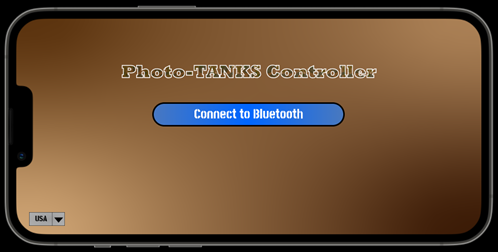 Photo-TANKS Controller
Connect to Bluetooth
USA